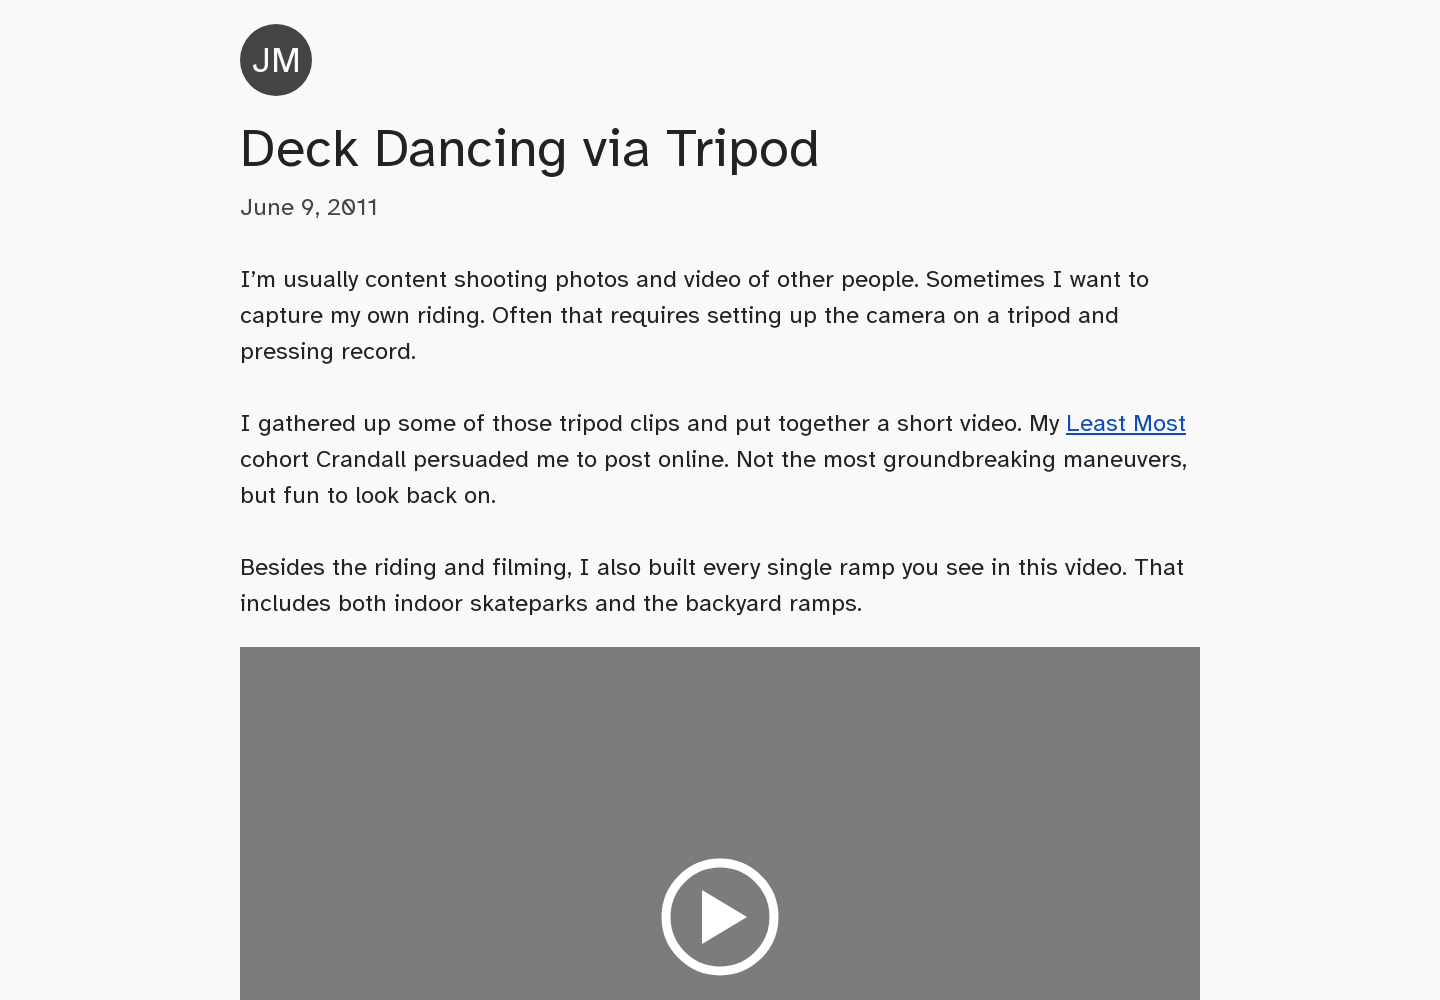 JM
Deck Dancing via Tripod
June 9, 2011
I’m usually content shooting photos and video of other people. Sometimes I want to
capture my own riding. Often that requires setting up the camera on a tripod and
pressing record.
I gathered up some of those tripod clips and put together a short video. My Least Most
cohort Crandall persuaded me to post online. Not the most groundbreaking maneuvers,
but fun to look back on.
Besides the riding and filming, I also built every single ramp you see in this video. That
includes both indoor skateparks and the backyard ramps.